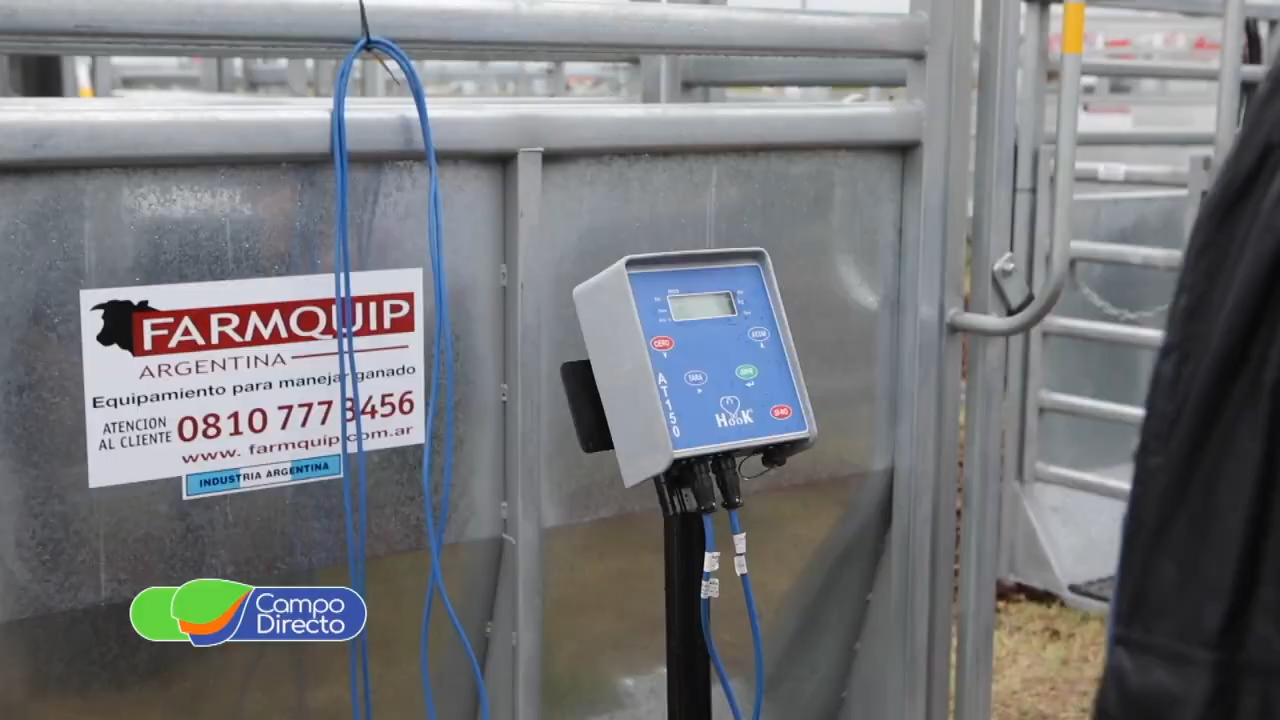 FARMQUIP
ARGENTINA
Equipamiento para manejar ganado
ATENCION
AL CLIENTE
0810 777 3456
www. farmquip.com.ar
INDUSTRIA ARGENTINA
CERO
TARA
AT150
HooK
Campo
Directo